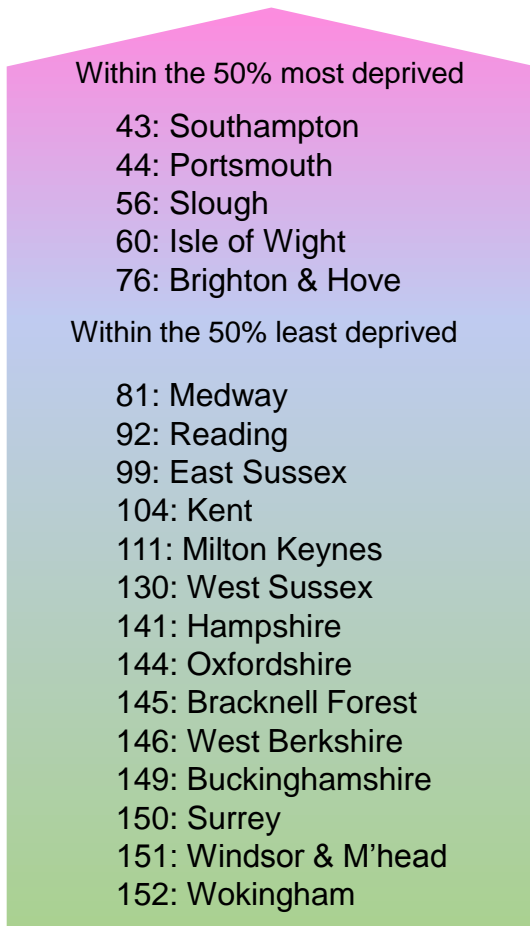 Within the 50% most deprived
43: Southampton
44: Portsmouth
56: Slough
60: Isle of Wight
76: Brighton & Hove
Within the 50% least deprived
81: Medway
92: Reading
99: East Sussex
104: Kent
111: Milton Keynes
130: West Sussex
141: Hampshire
144: Oxfordshire
145: Bracknell Forest
146: West Berkshire
149: Buckinghamshire
150: Surrey
151: Windsor & M’head
152: Wokingham